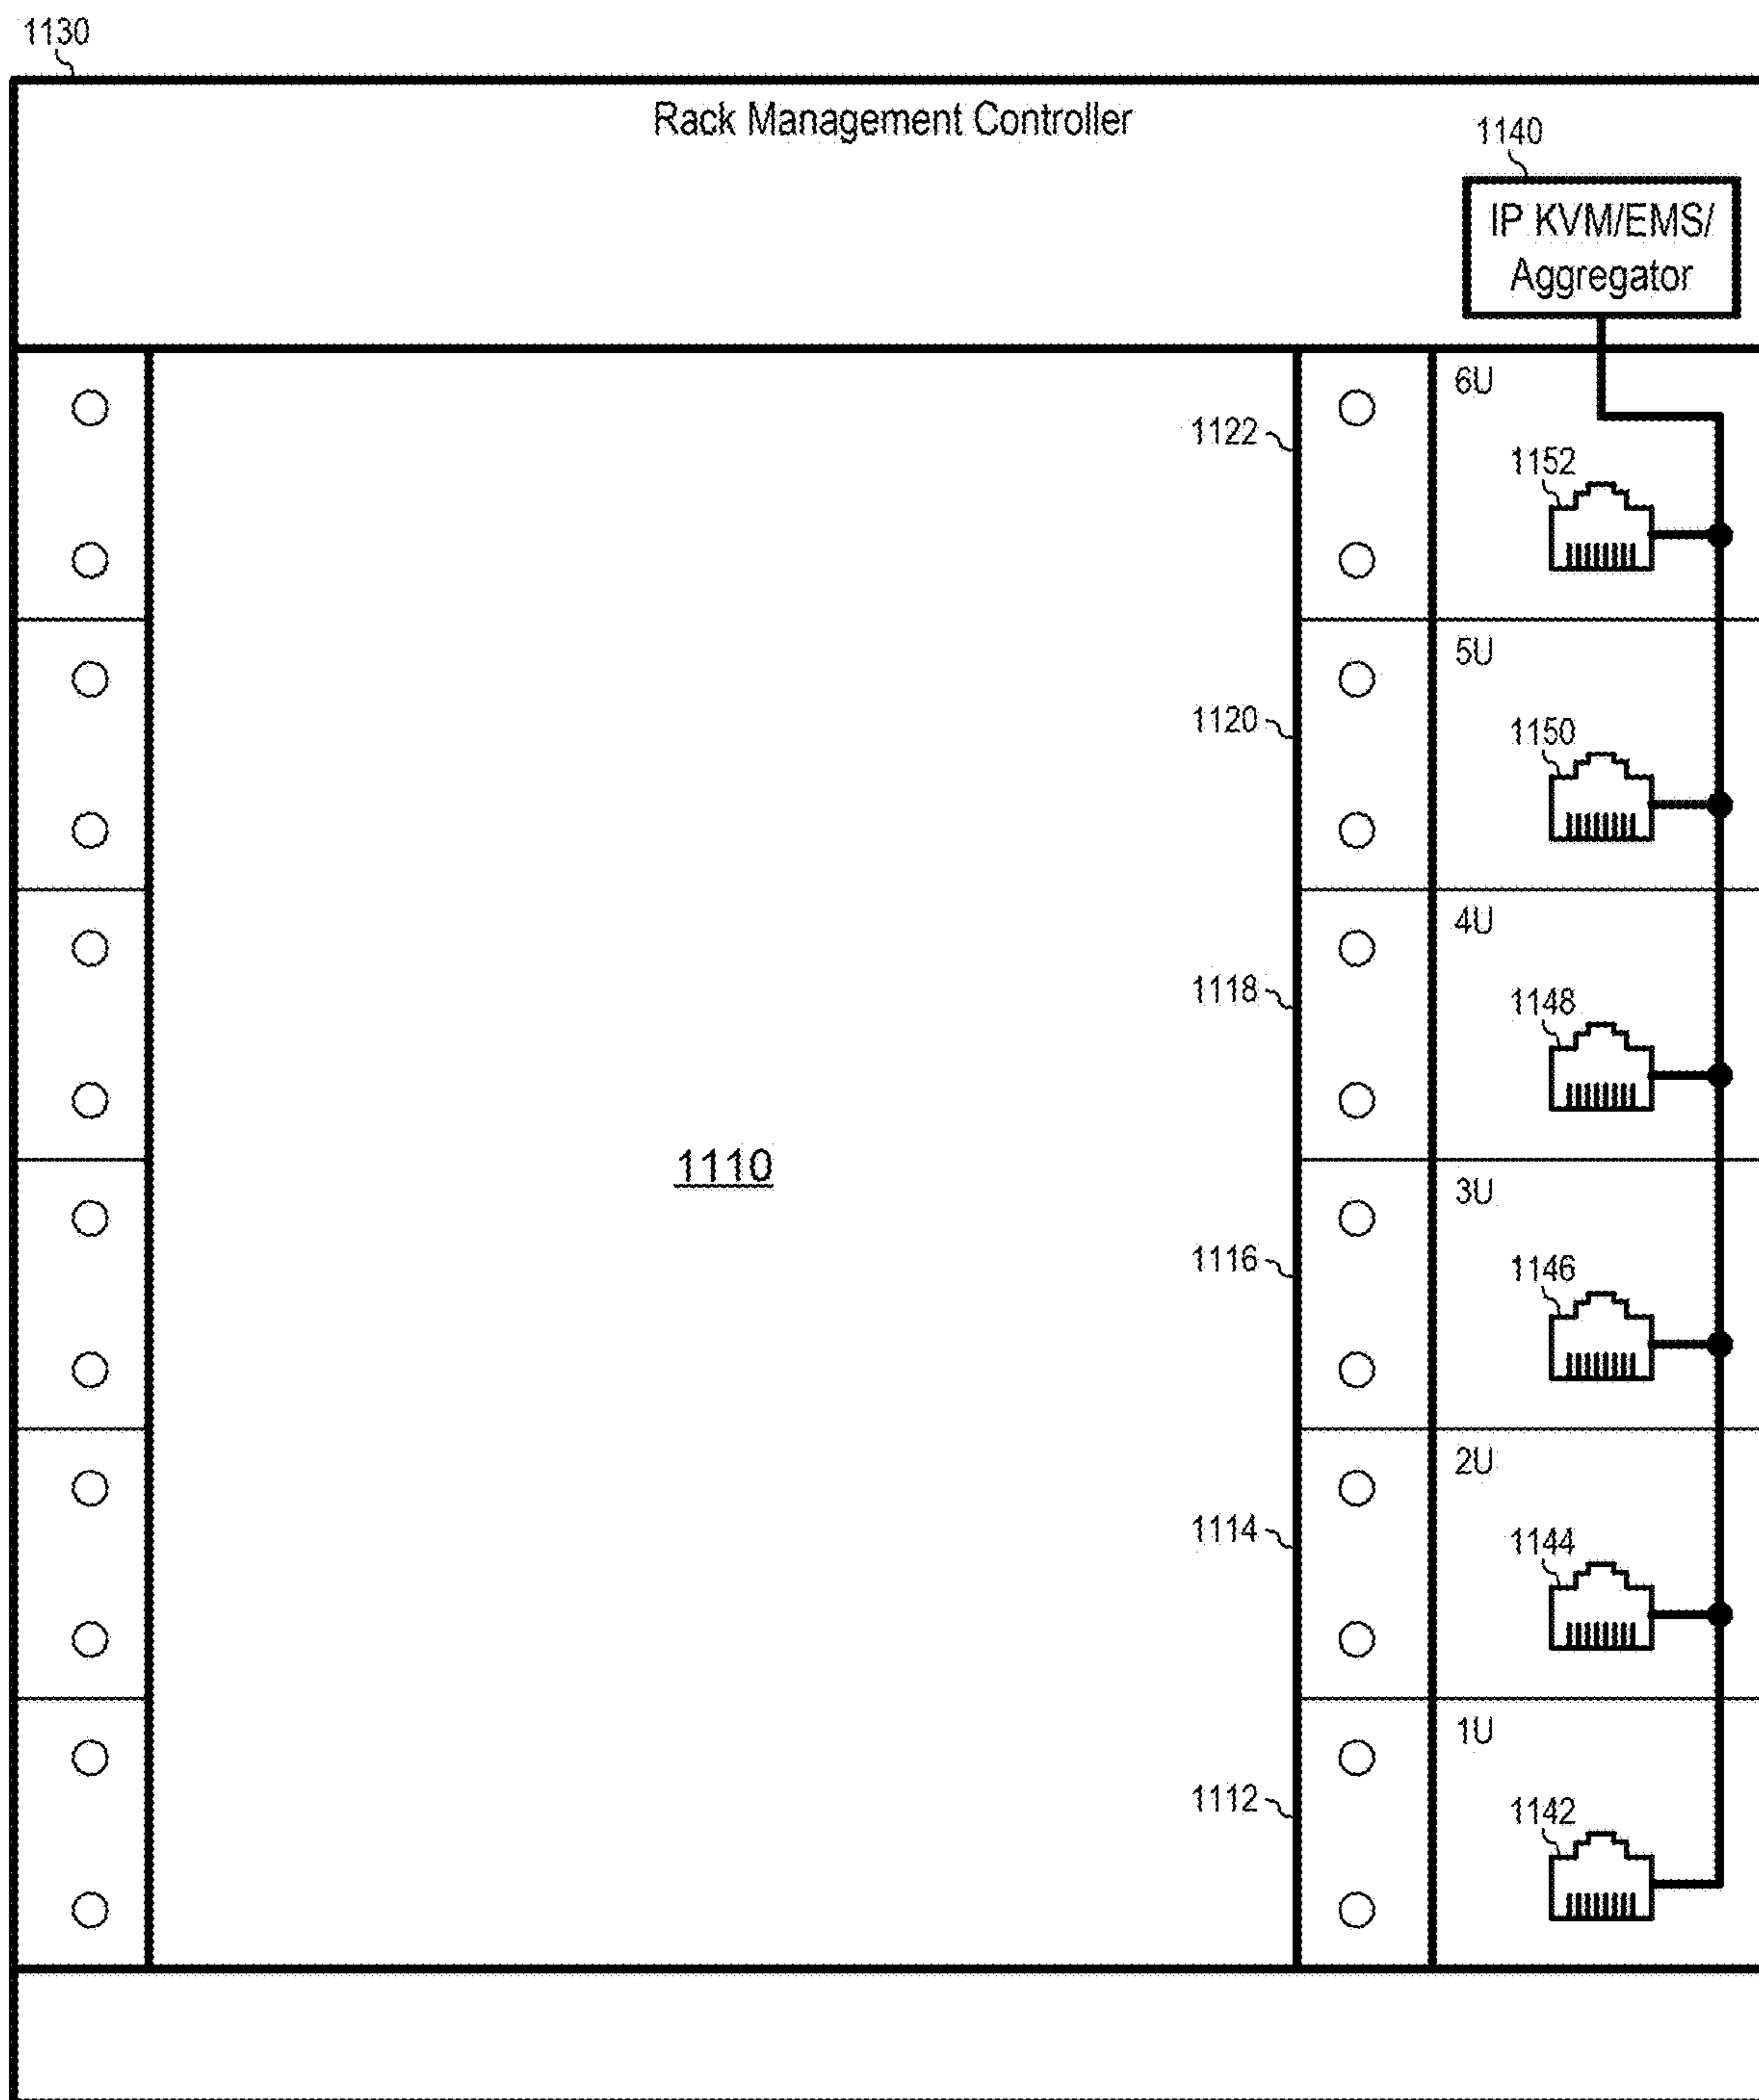 1130
Rack Management Controller
1140
IP KVM/EMS/
Aggregator
6U
1122
1152
5U
1120
1150
4U
1118
1148
1110
3U
1116
1146
2U
1114
1144
1U
1112
1142